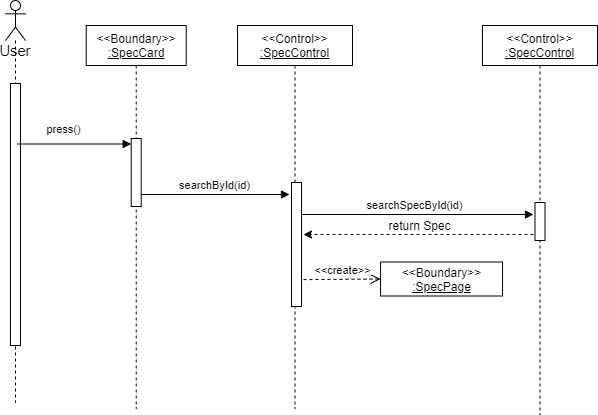 User
<<Boundary>>
:SpecCard
<<Control>>
:SpecControl
<<Control>>
:SpecControl
press()
searchById(id)
searchSpecById(id)
return Spec
<<create>>
<<Boundary>>
:SpecPage